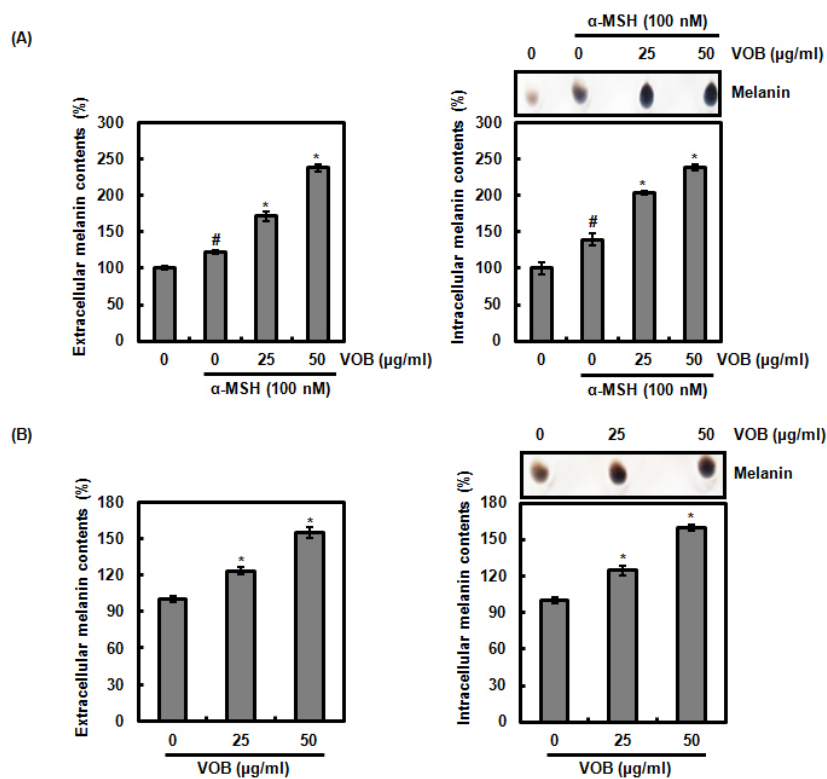 (A)
α-MSH (100 nM)
0 0 25 50 VOB (μg/ml)
Melanin
Extracellular melanin contents (%)
300
250
200
150
100
50
0
#
*
*
0 0 25 50 VOB (μg/ml)
α-MSH (100 nM)
Intracellular melanin contents (%)
300
250
200
150
100
50
0
#
*
*
0 0 25 50 VOB (μg/ml)
α-MSH (100 nM)
(B)
0 25 50 VOB (μg/ml)
Melanin
Extracellular melanin contents (%)
180
150
120
90
60
30
0
*
*
0 25 50
VOB (μg/ml)
Intracellular melanin contents (%)
180
150
120
90
60
30
0
*
*
0 25 50
VOB (μg/ml)